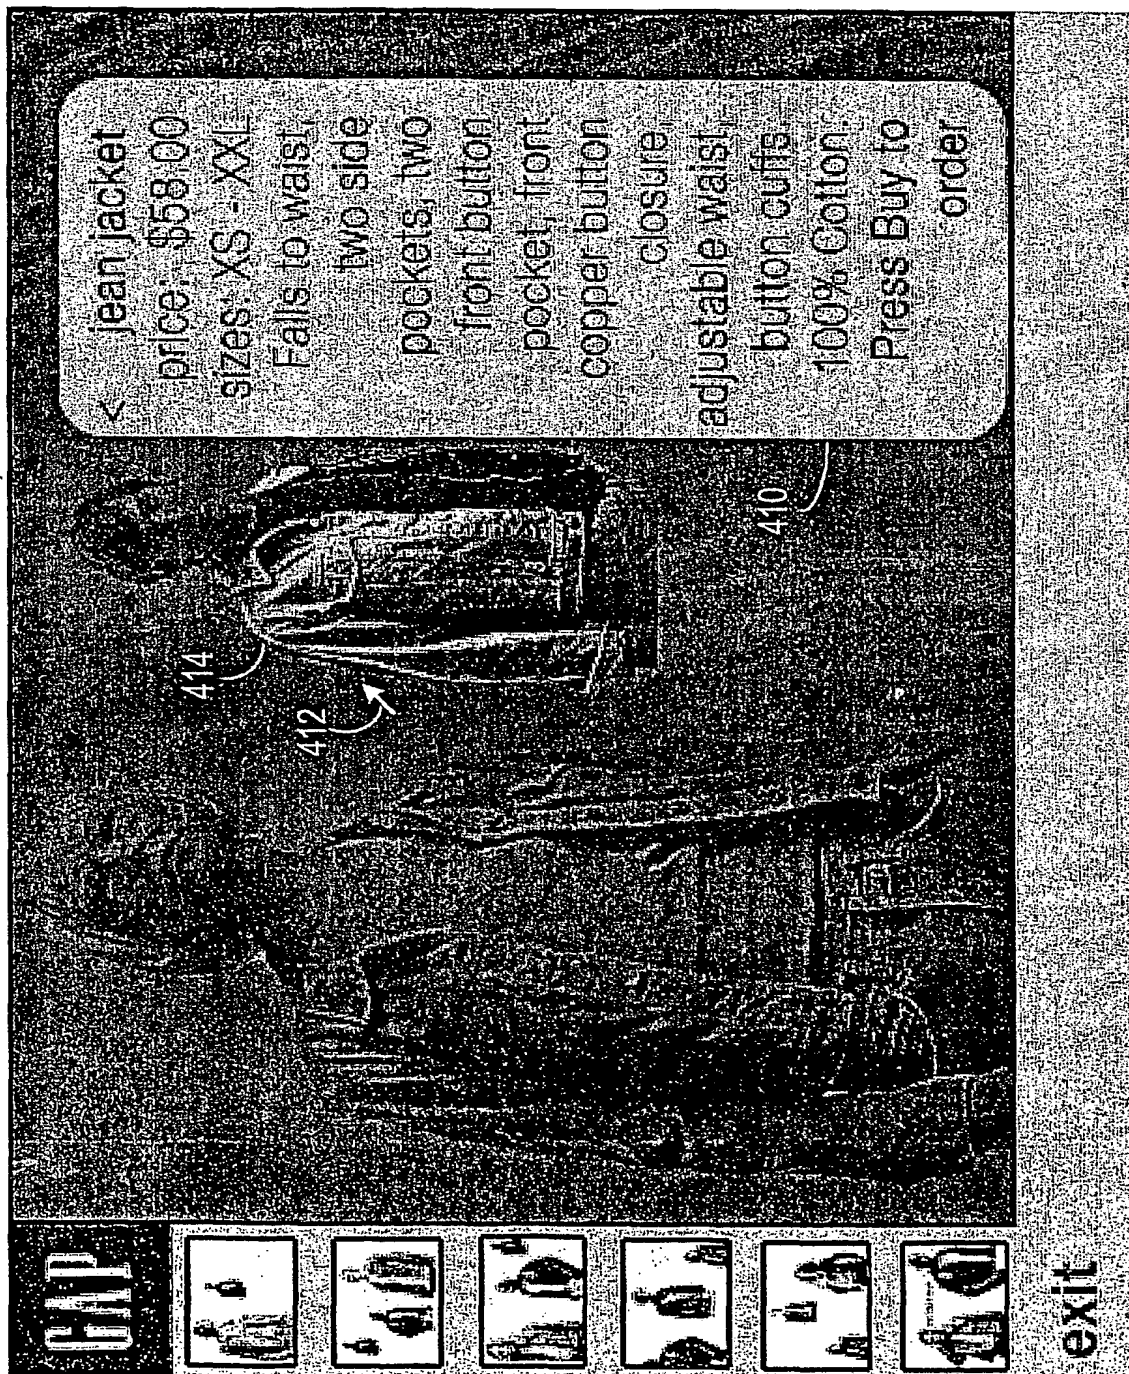 < jean jacket
price: $58.00
sizes: XS - XXL
Falls to waist,
two side
pockets, two
front button
pocket, front
copper button
closure,
adjustable waist,
button cuffs
100% Cotton.
Press Buy to
order
414
412
410
exit